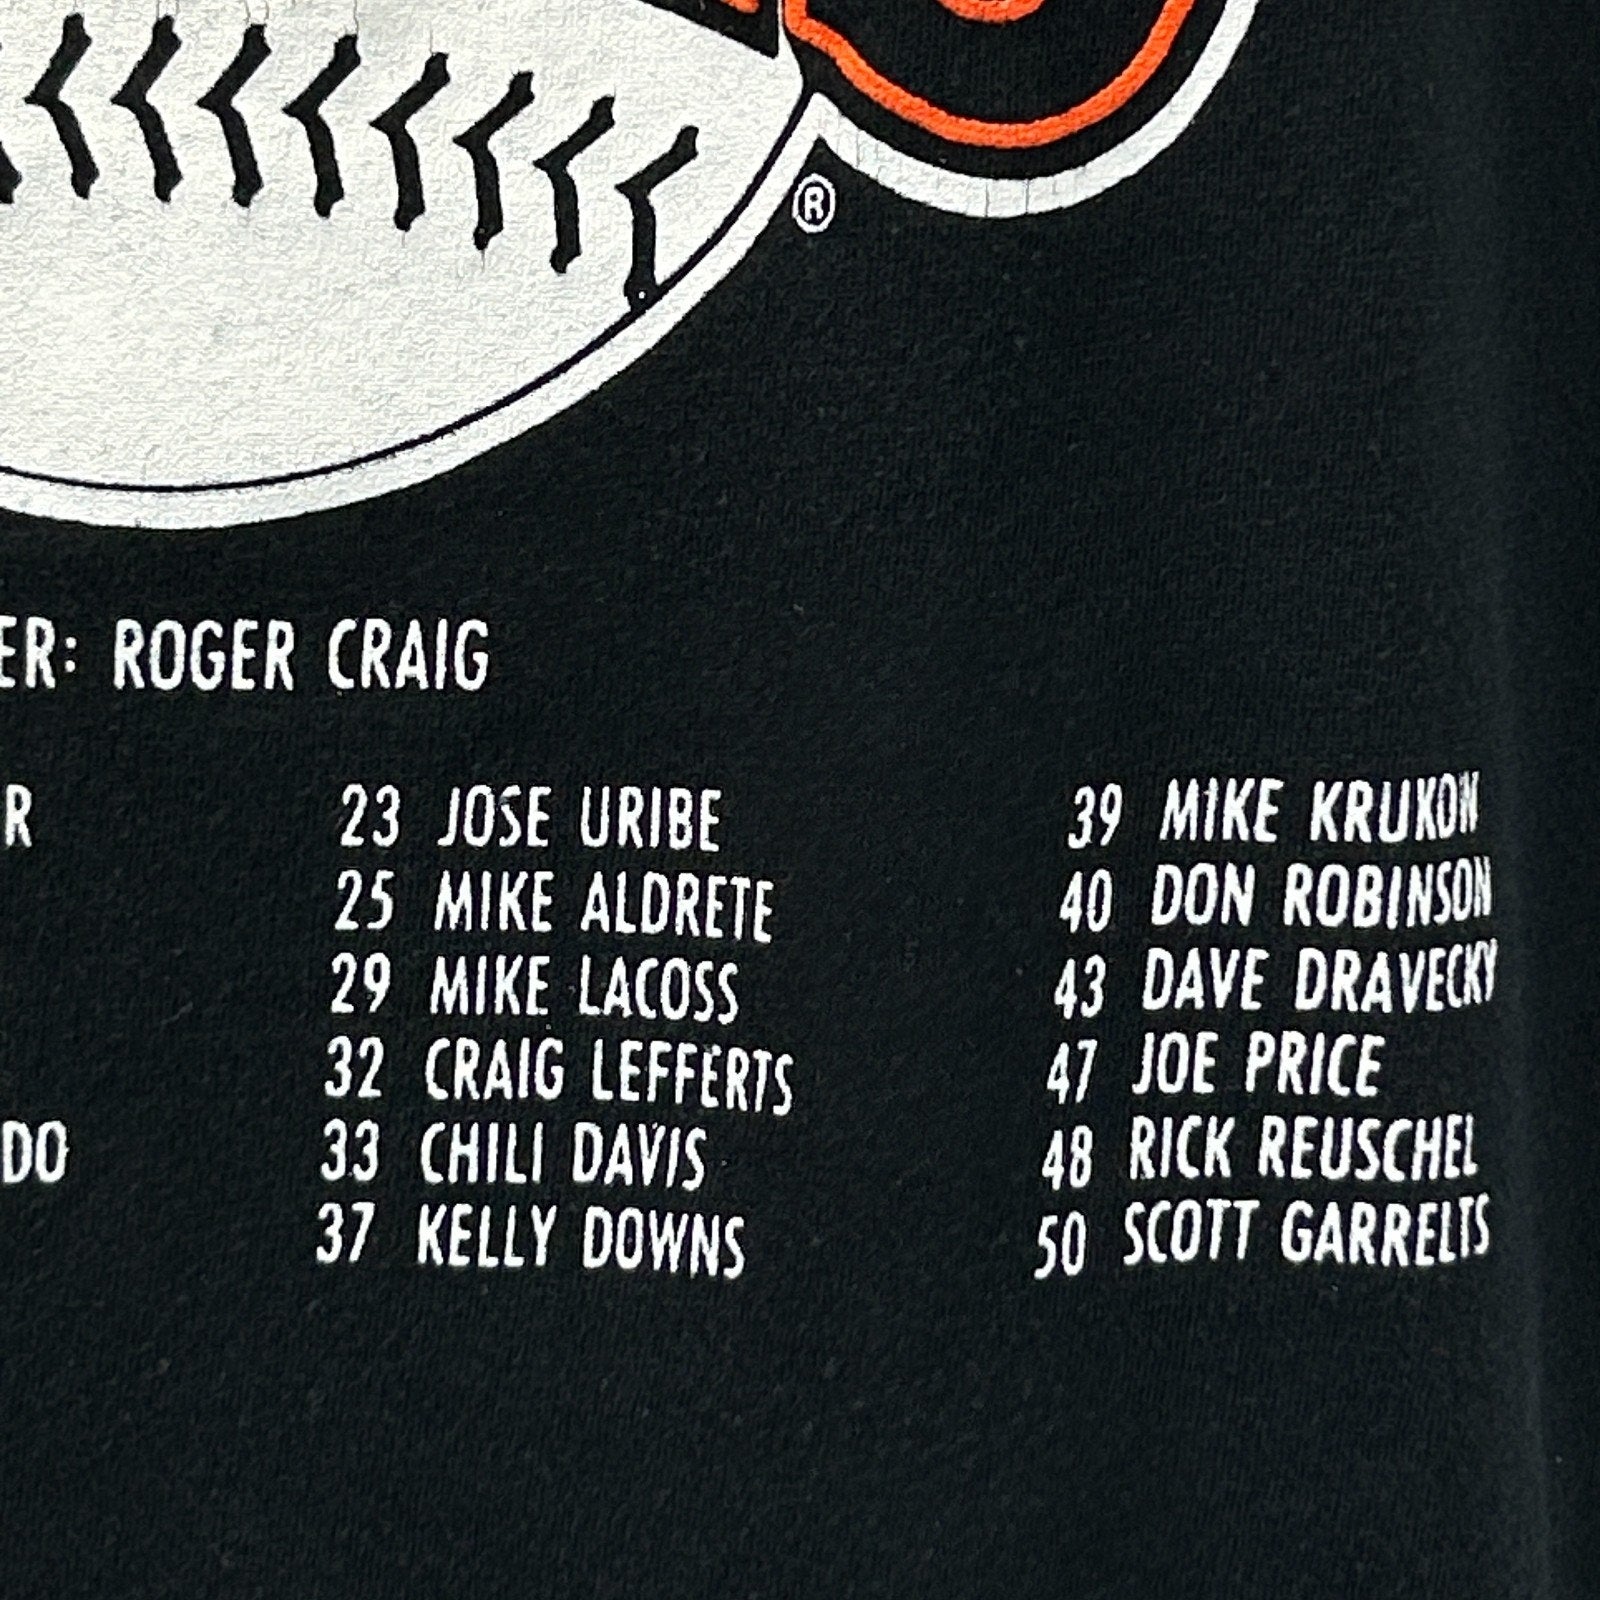 ®
ER: ROGER CRAIG
R
DO
23 JOSE URIBE
25 MIKE ALDRETE
29 MIKE LACOSS
32 CRAIG LEFFERTS
33 CHILI DAVIS
37 KELLY DOWNS
39 MIKE KRUKOW
40 DON ROBINSON
43 DAVE DRAVECKY
47 JOE PRICE
48 RICK REUSCHEL
50 SCOTT GARRELTS